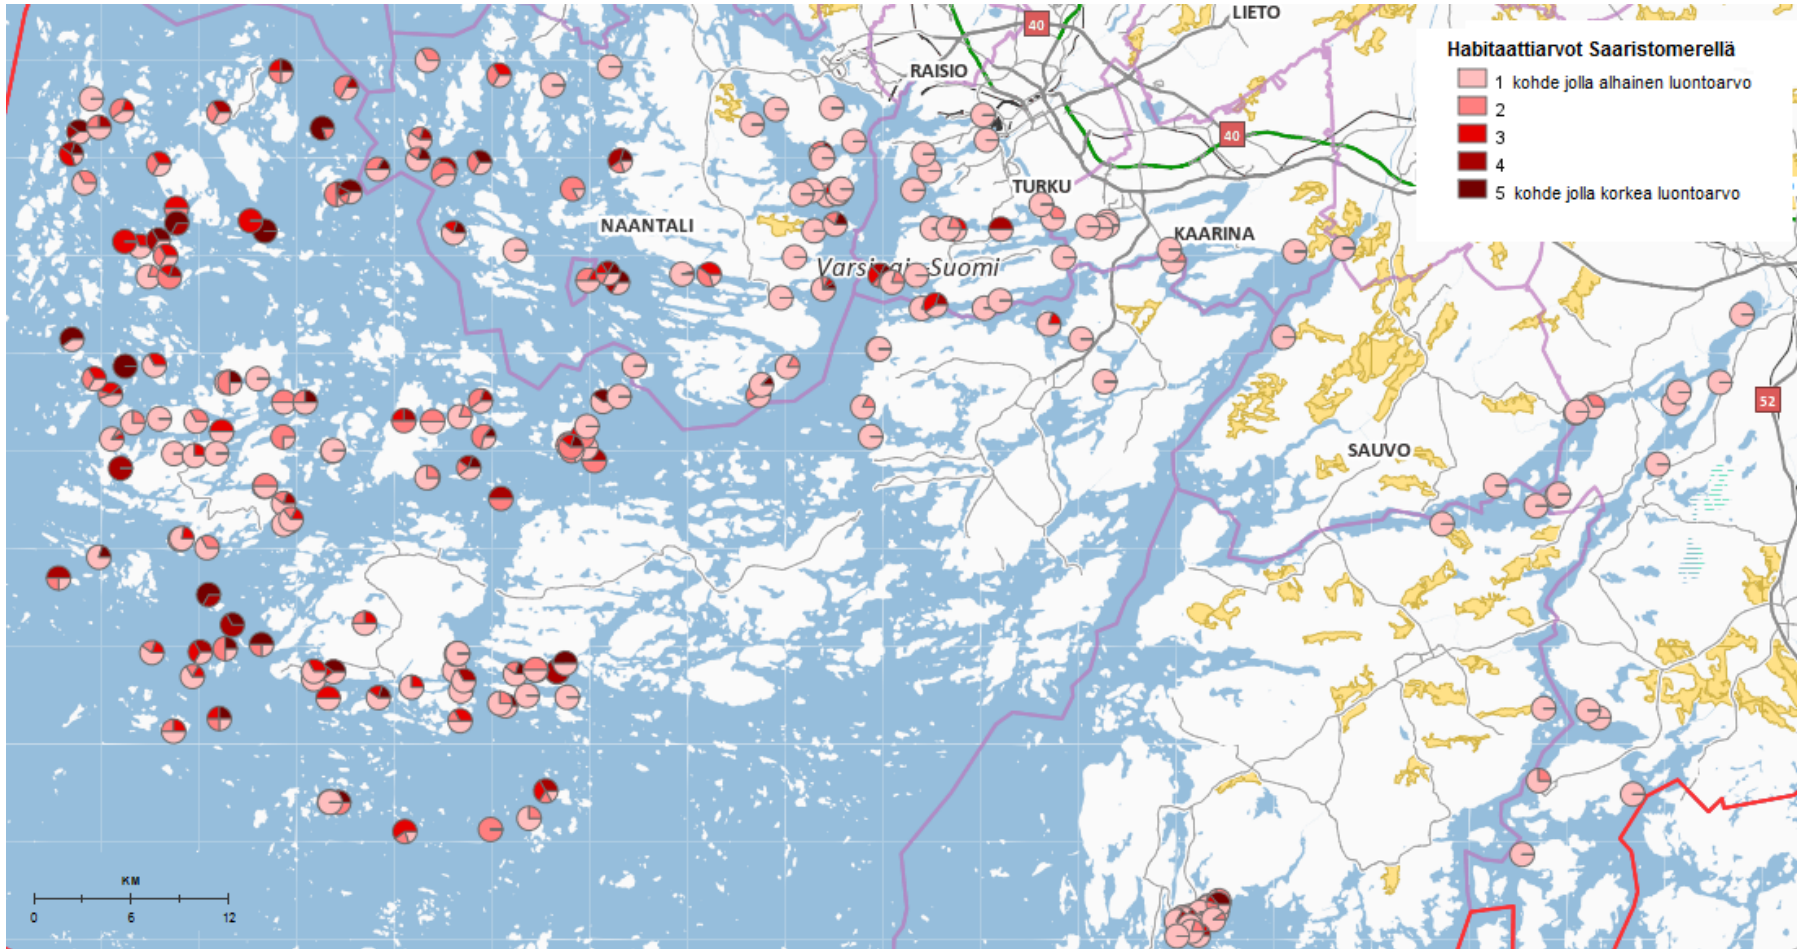 LIETO
40
RAISIO
Habitaattiarvot Saaristomerellä
1 kohde jolla alhainen luontoarvo
2
3
4
5 kohde jolla korkea luontoarvo
40
TURKU
NAANTALI
KAARINA
Varsinais-Suomi
52
SAUVO
KM
0 6 12